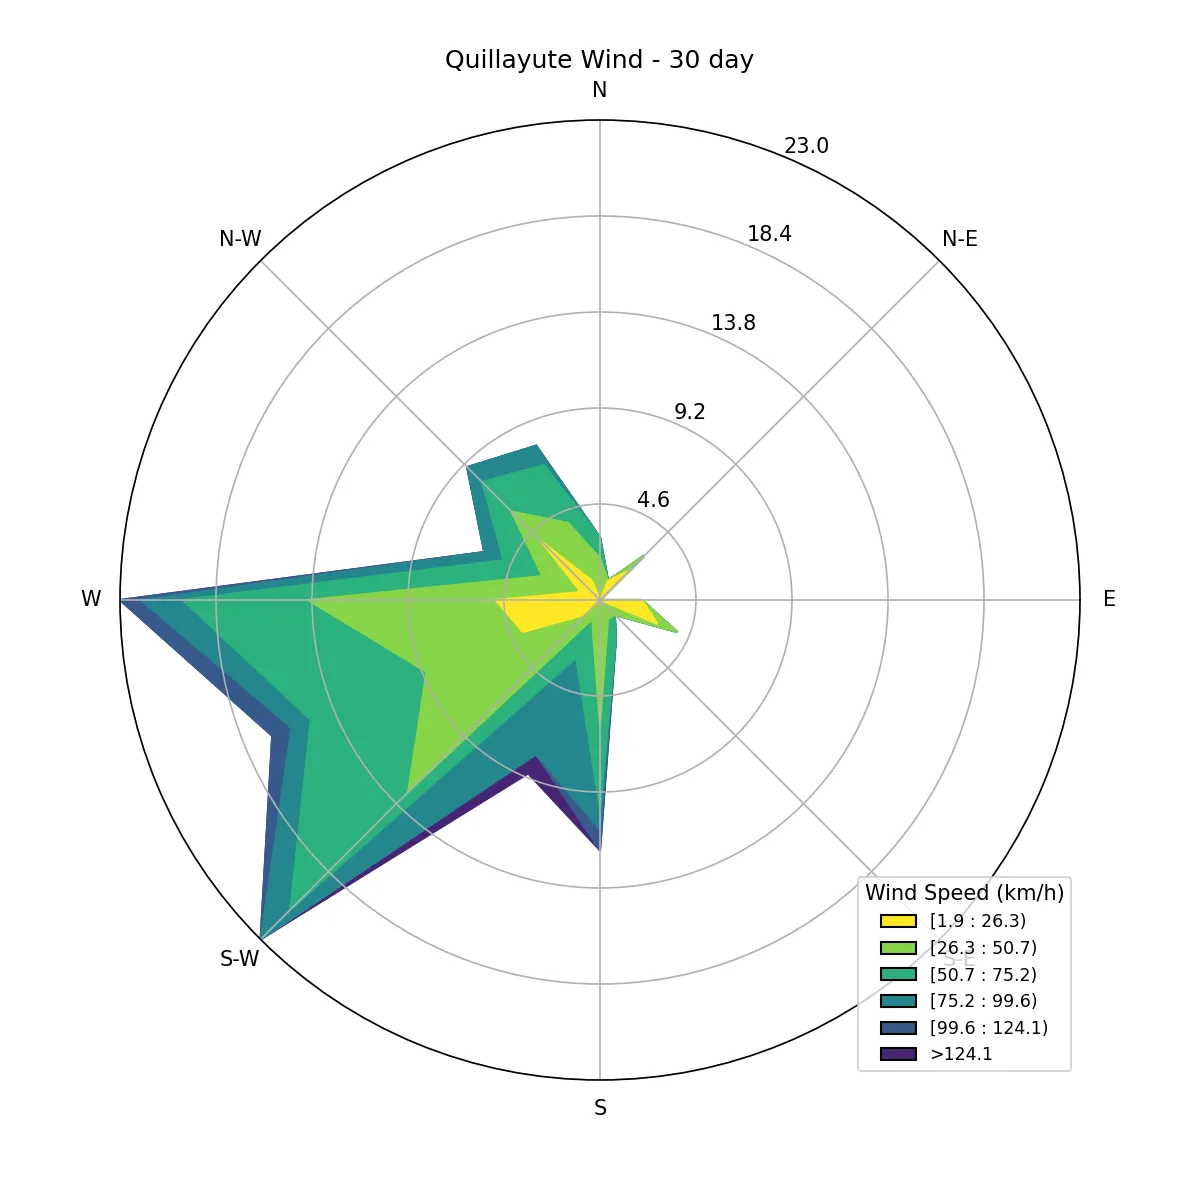 Quillayute Wind - 30 day
N
23.0
N-W
18.4
N-E
13.8
9.2
4.6
W
E
S-W
S-E
S
Wind Speed (km/h)
[1.9 : 26.3)
[26.3 : 50.7)
[50.7 : 75.2)
[75.2 : 99.6)
[99.6 : 124.1)
>124.1